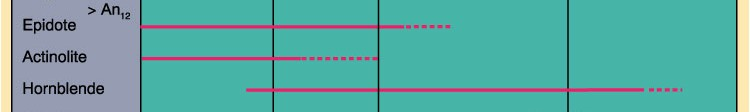 > An₁₂
Epidote
Actinolite
Hornblende